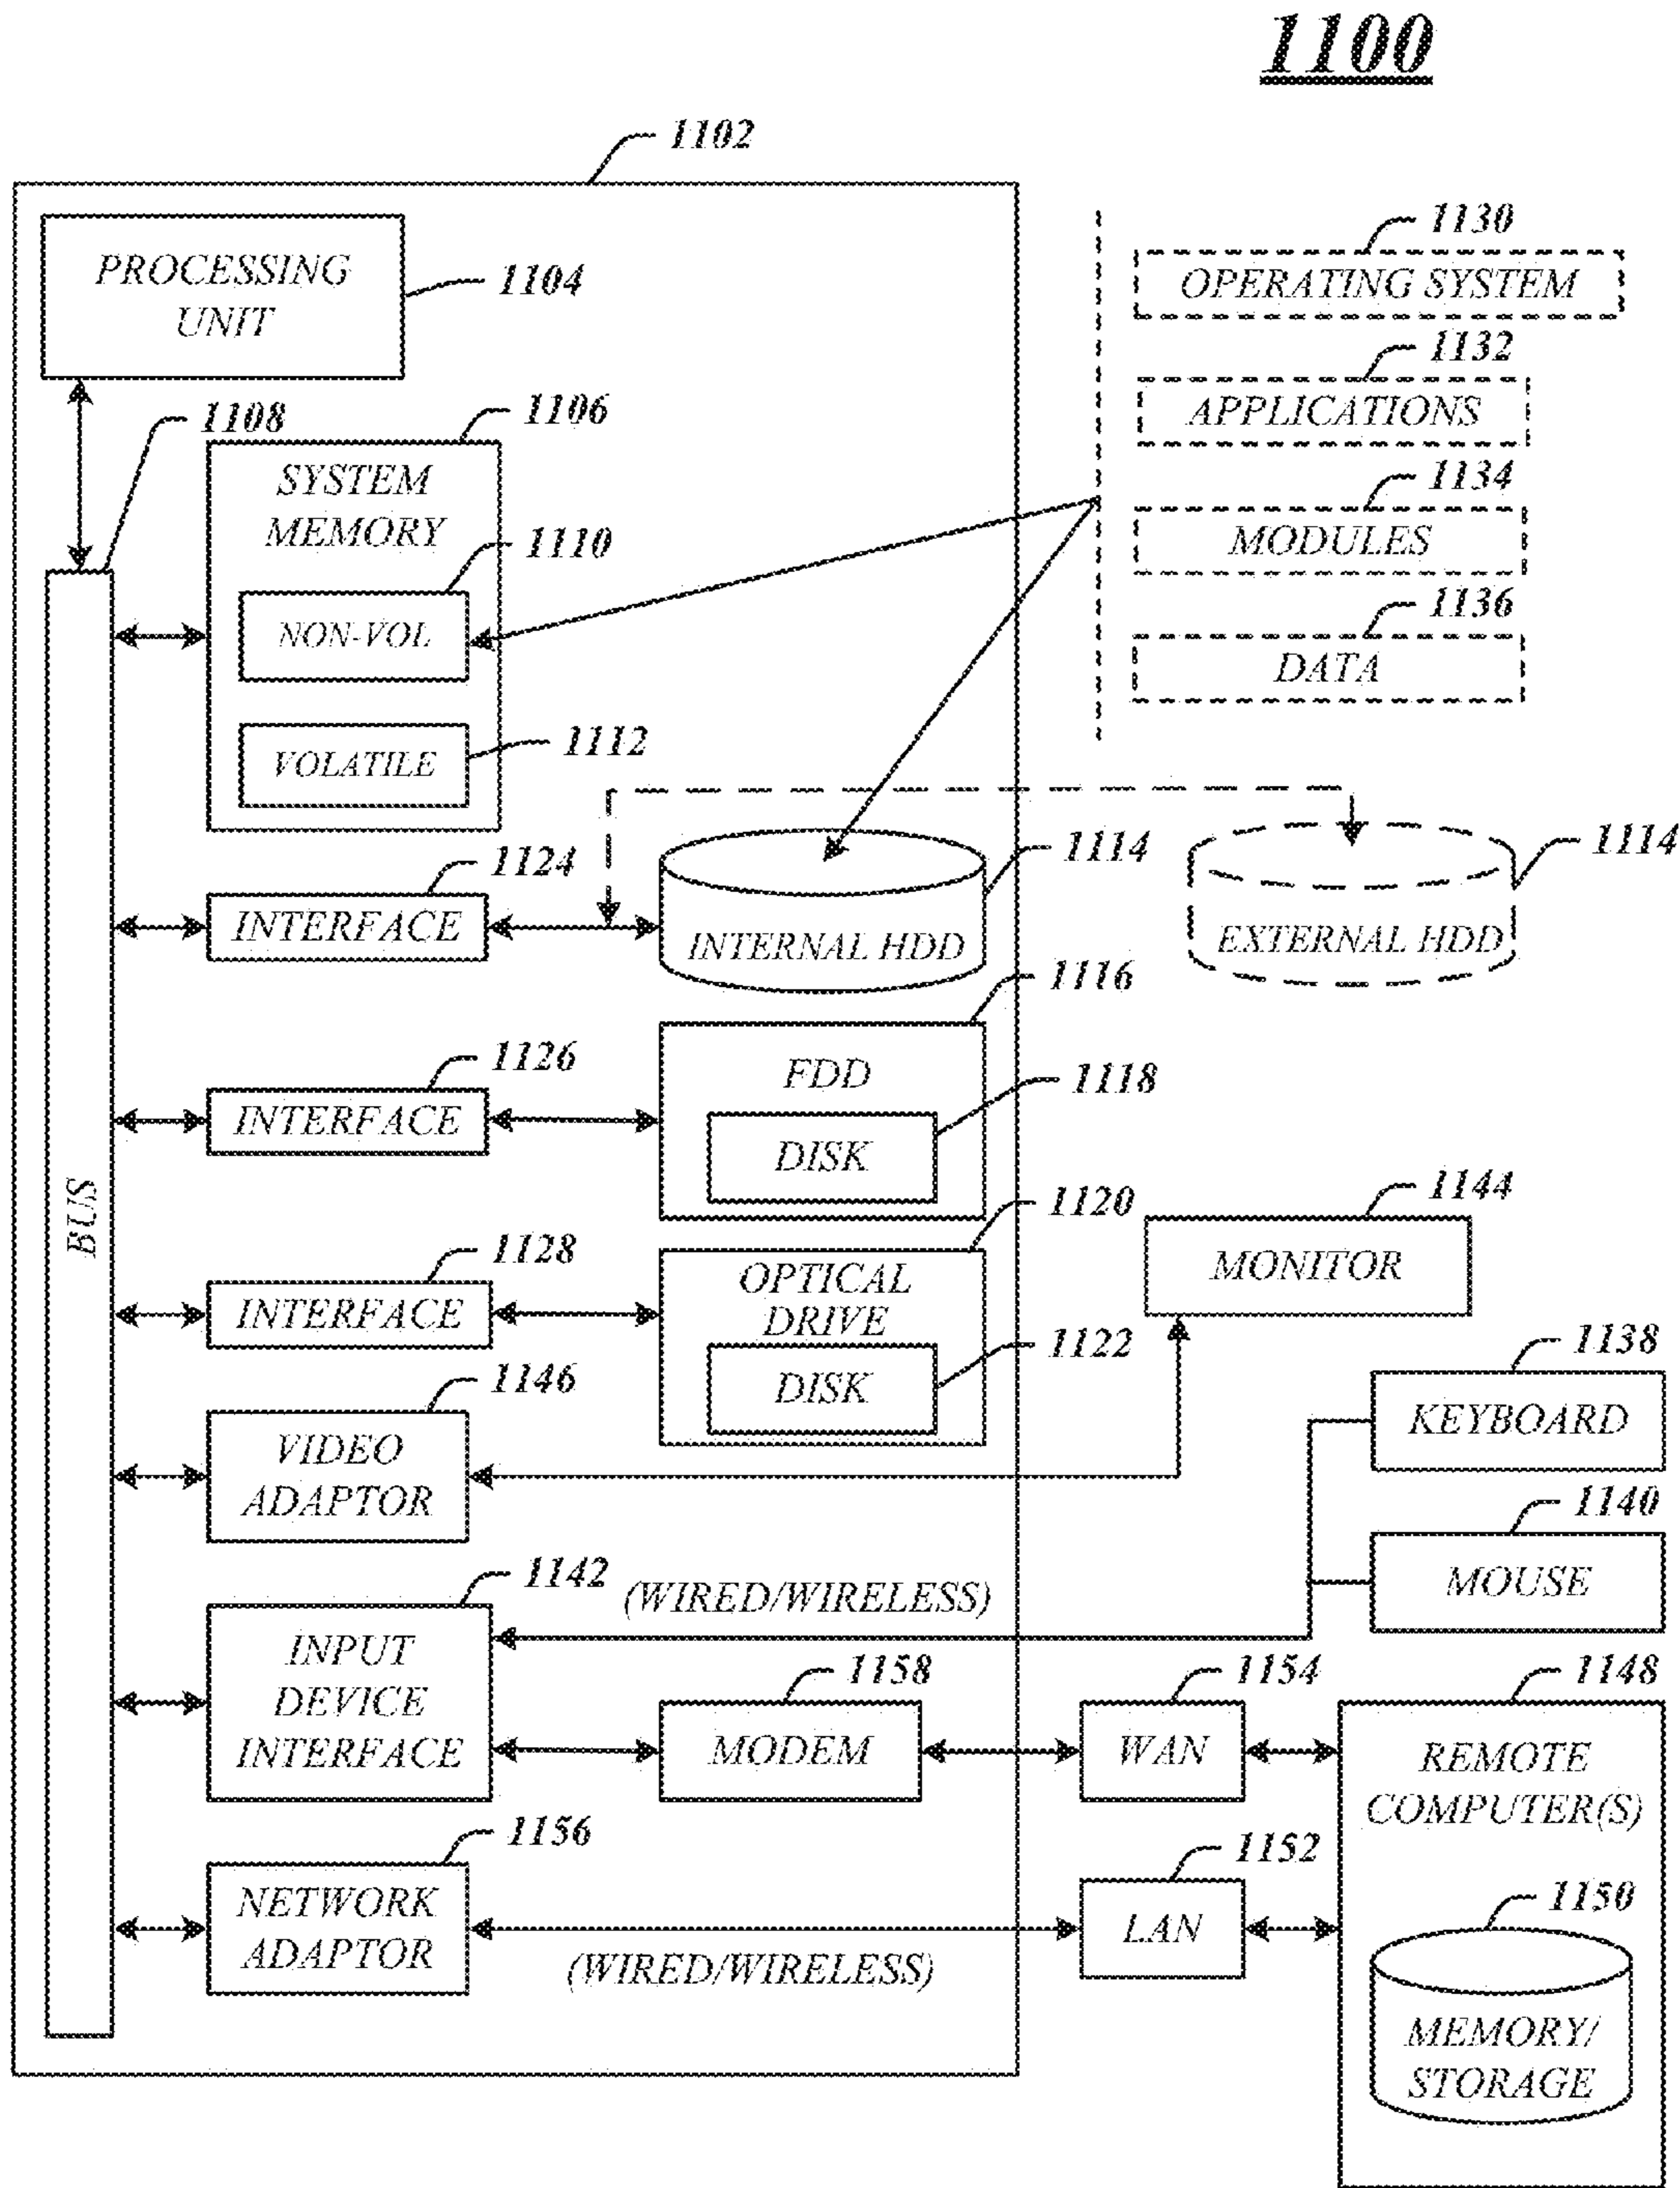 1100
1102
PROCESSING
UNIT
1104
1130
OPERATING SYSTEM
1132
APPLICATIONS
1134
MODULES
1136
DATA
1108
1106
SYSTEM
MEMORY
1110
NON-VOL
1112
VOLATILE
1124
INTERFACE
1114
INTERNAL HDD
1114
EXTERNAL HDD
1126
INTERFACE
1116
FDD
1118
DISK
BUS
1128
INTERFACE
1120
OPTICAL
DRIVE
1122
DISK
1144
MONITOR
1146
VIDEO
ADAPTOR
1138
KEYBOARD
1140
MOUSE
1142
(WIRED/WIRELESS)
INPUT
DEVICE
INTERFACE
1158
MODEM
1154
WAN
1148
REMOTE
COMPUTER(S)
1156
NETWORK
ADAPTOR
(WIRED/WIRELESS)
1152
LAN
1150
MEMORY/
STORAGE